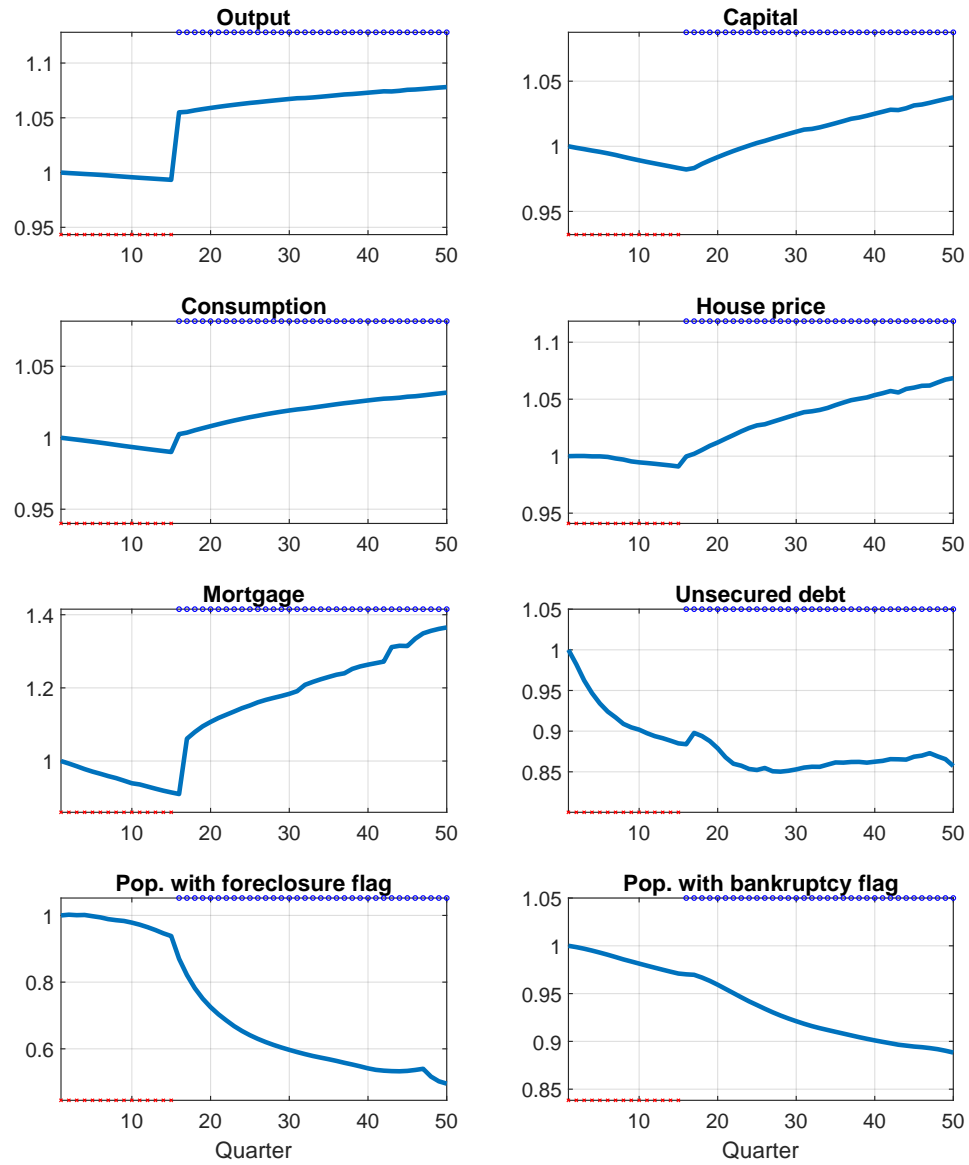 Output
1.1
1.05
1
0.95
10 20 30 40 50
Capital
1.05
1
0.95
10 20 30 40 50
Consumption
1.05
1
0.95
10 20 30 40 50
House price
1.1
1.05
1
0.95
10 20 30 40 50
Mortgage
1.4
1.2
1
10 20 30 40 50
Unsecured debt
1.05
1
0.95
0.9
0.85
10 20 30 40 50
Pop. with foreclosure flag
1
0.8
0.6
10 20 30 40 50
Quarter
Pop. with bankruptcy flag
1.05
1
0.95
0.9
0.85
10 20 30 40 50
Quarter